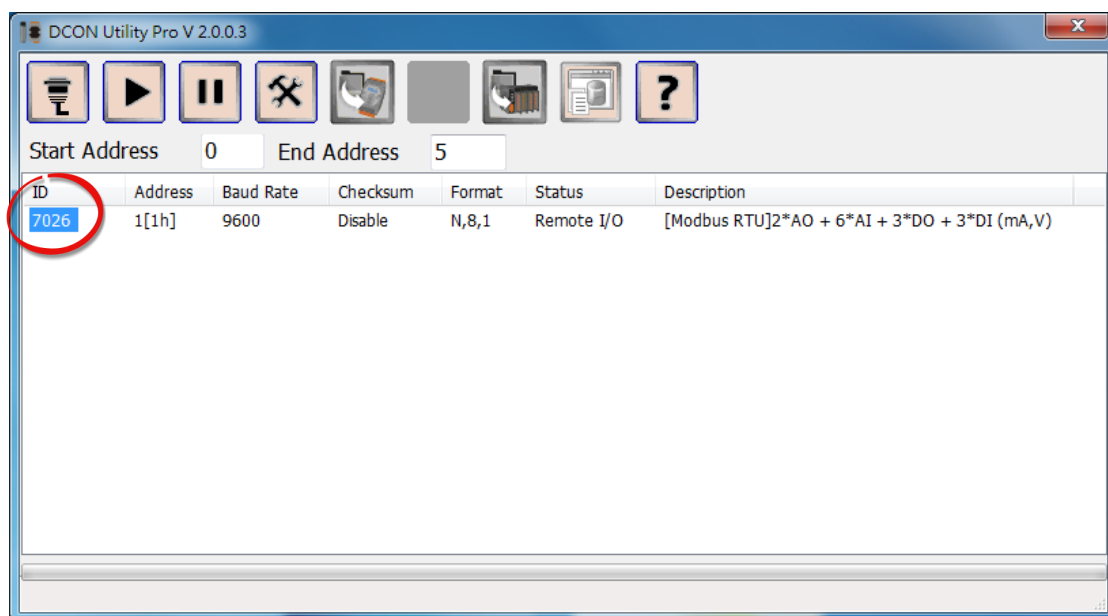 DCON Utility Pro V 2.0.0.3
x
?
Start Address 0 End Address 5
ID Address Baud Rate Checksum Format Status Description
7026 1[1h] 9600 Disable N,8,1 Remote I/O [Modbus RTU]2*AO + 6*AI + 3*DO + 3*DI (mA,V)